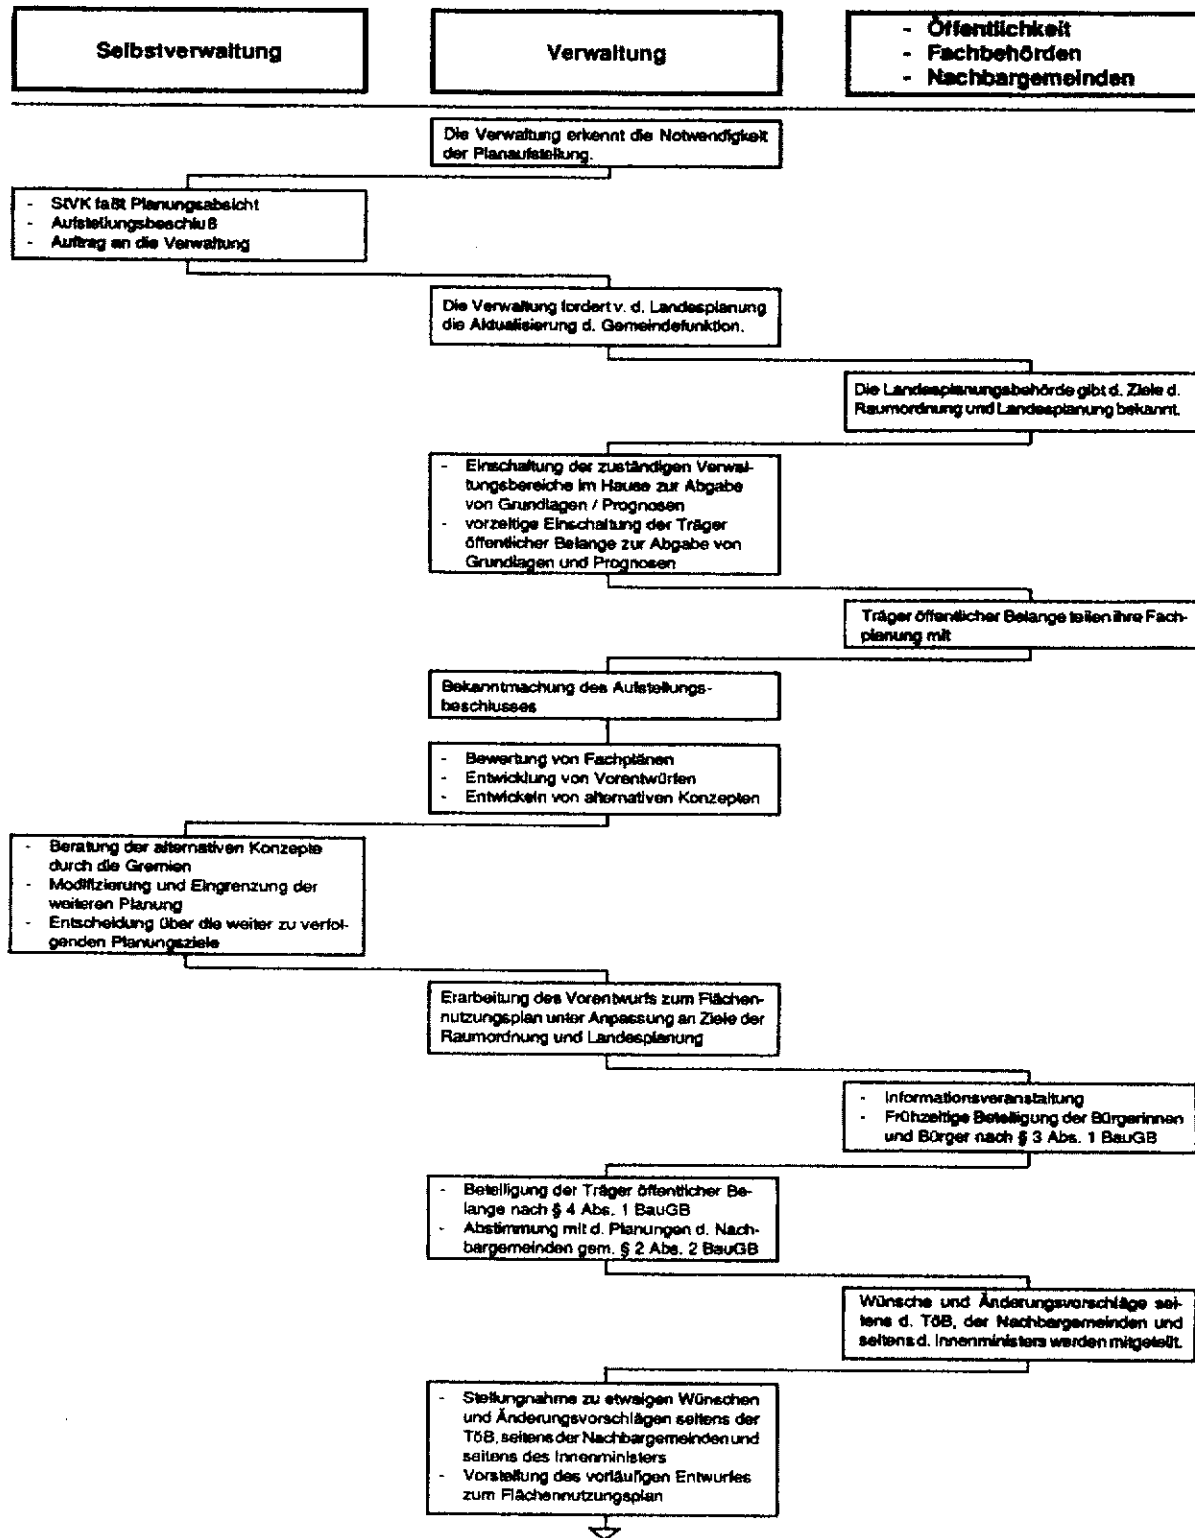 Selbstverwaltung
Verwaltung
- Öffentlichkeit
- Fachbehörden
- Nachbargemeinden
Die Verwaltung erkennt die Notwendigkeit
der Planaufstellung.
- StVK faßt Planungsabsicht
- Aufstellungsbeschluß
- Auftrag an die Verwaltung
Die Verwaltung fordert v. d. Landesplanung
die Aktualisierung d. Gemeindefunktion.
Die Landesplanungsbehörde gibt d. Ziele d.
Raumordnung und Landesplanung bekannt.
- Einschaltung der zuständigen Verwal-
tungsbereiche im Hause zur Abgabe
von Grundlagen / Prognosen
- vorzeitige Einschaltung der Träger
öffentlicher Belange zur Abgabe von
Grundlagen und Prognosen
Träger öffentlicher Belange teilen ihre Fach-
planung mit
Bekanntmachung des Aufstellungs-
beschlusses
- Bewertung von Fachplänen
- Entwicklung von Vorentwürfen
- Entwickeln von alternativen Konzepten
- Beratung der alternativen Konzepte
durch die Gremien
- Modifizierung und Eingrenzung der
weiteren Planung
- Entscheidung über die weiter zu verfol-
genden Planungsziele
Erarbeitung des Vorentwurfs zum Flächen-
nutzungsplan unter Anpassung an Ziele der
Raumordnung und Landesplanung
- Informationsveranstaltung
- Frühzeitige Beteiligung der Bürgerinnen
und Bürger nach § 3 Abs. 1 BauGB
- Beteiligung der Träger öffentlicher Be-
lange nach § 4 Abs. 1 BauGB
- Abstimmung mit d. Planungen d. Nach-
bargemeinden gem. § 2 Abs. 2 BauGB
Wünsche und Änderungsvorschläge sei-
tens d. TöB, der Nachbargemeinden und
seitens d. Innenministers werden mitgeteilt.
- Stellungnahme zu etwaigen Wünschen
und Änderungsvorschlägen seitens der
TöB, seitens der Nachbargemeinden und
seitens des Innenministers
- Vorstellung des vorläufigen Entwurfes
zum Flächennutzungsplan